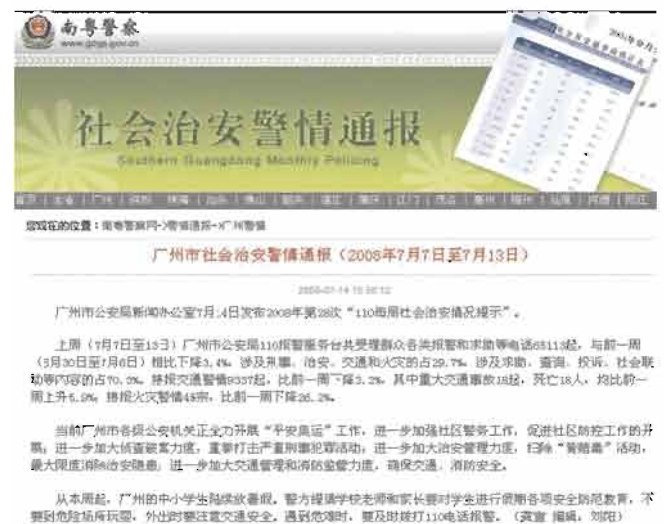 南粤警察
www.gdga.gov.cn
社会治安警情通报
Southern Guangdong Monthly Policing
您现在的位置：南粤警察网->警情通报->广州警情
广州市社会治安警情通报（2008年7月7日至7月13日）
广州市公安局新闻办公室7月14日发布2008年第28次“110每周社会治安情况提示”。
上周（7月7日至13日）广州市公安局110报警服务台共受理群众各类报警和求助等电话65113起，与前一周
（6月30日至7月6日）相比下降3.4%。涉及刑事、治安、交通和火灾的占29.7%，涉及求助、查询、投诉、社会联
动等内容的占70.3%。接报交通警情9337起，比前一周下降3.2%，其中重大交通事故18起，死亡18人，均比前一
周上升5.9%；接报火灾警情45宗，比前一周下降26.2%。
当前广州市各级公安机关正全力开展“平安奥运”工作，进一步加强社区警务工作，促进社区防控工作的开
展；进一步加大侦查破案力度，重拳打击严重刑事犯罪活动；进一步加大治安管理力度，扫除“黄赌毒”活动，
最大限度消除治安隐患；进一步加大交通管理和消防监督力度，确保交通、消防安全。
从本周起，广州的中小学生陆续放暑假。警方提请学校老师和家长要对学生进行假期各项安全防范教育，不
要到危险场所玩耍，外出时要注意交通安全。遇到危难时，要及时拨打110电话报警。（黄宣 编辑：刘阳）